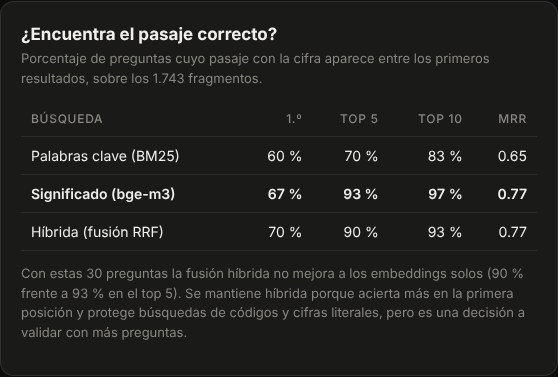 ¿Encuentra el pasaje correcto?
Porcentaje de preguntas cuyo pasaje con la cifra aparece entre los primeros
resultados, sobre los 1.743 fragmentos.
BÚSQUEDA 1.º TOP 5 TOP 10 MRR
Palabras clave (BM25) 60 % 70 % 83 % 0.65
Significado (bge-m3) 67 % 93 % 97 % 0.77
Híbrida (fusión RRF) 70 % 90 % 93 % 0.77
Con estas 30 preguntas la fusión híbrida no mejora a los embeddings solos (90 %
frente a 93 % en el top 5). Se mantiene híbrida porque acierta más en la primera
posición y protege búsquedas de códigos y cifras literales, pero es una decisión a
validar con más preguntas.